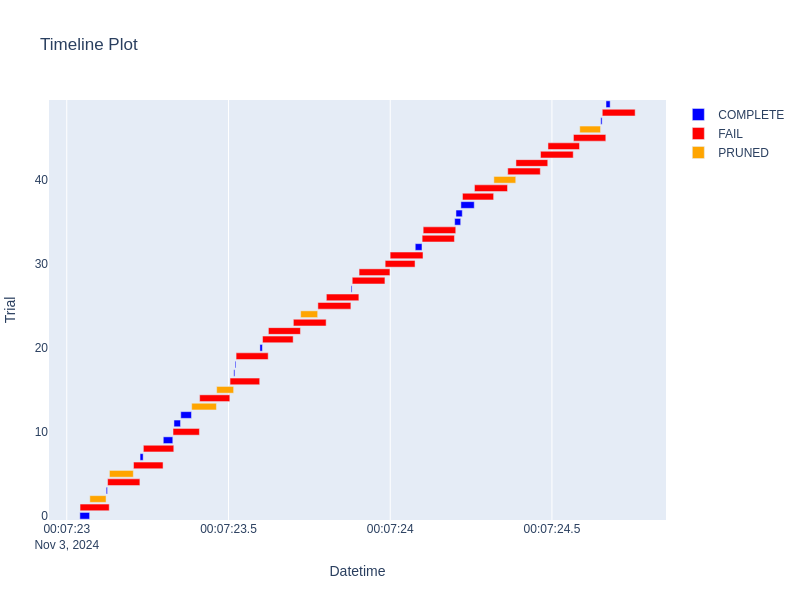 Timeline Plot
COMPLETE
FAIL
PRUNED
Trial
40
30
20
10
0
00:07:23
Nov 3, 2024
00:07:23.5
00:07:24
00:07:24.5
Datetime